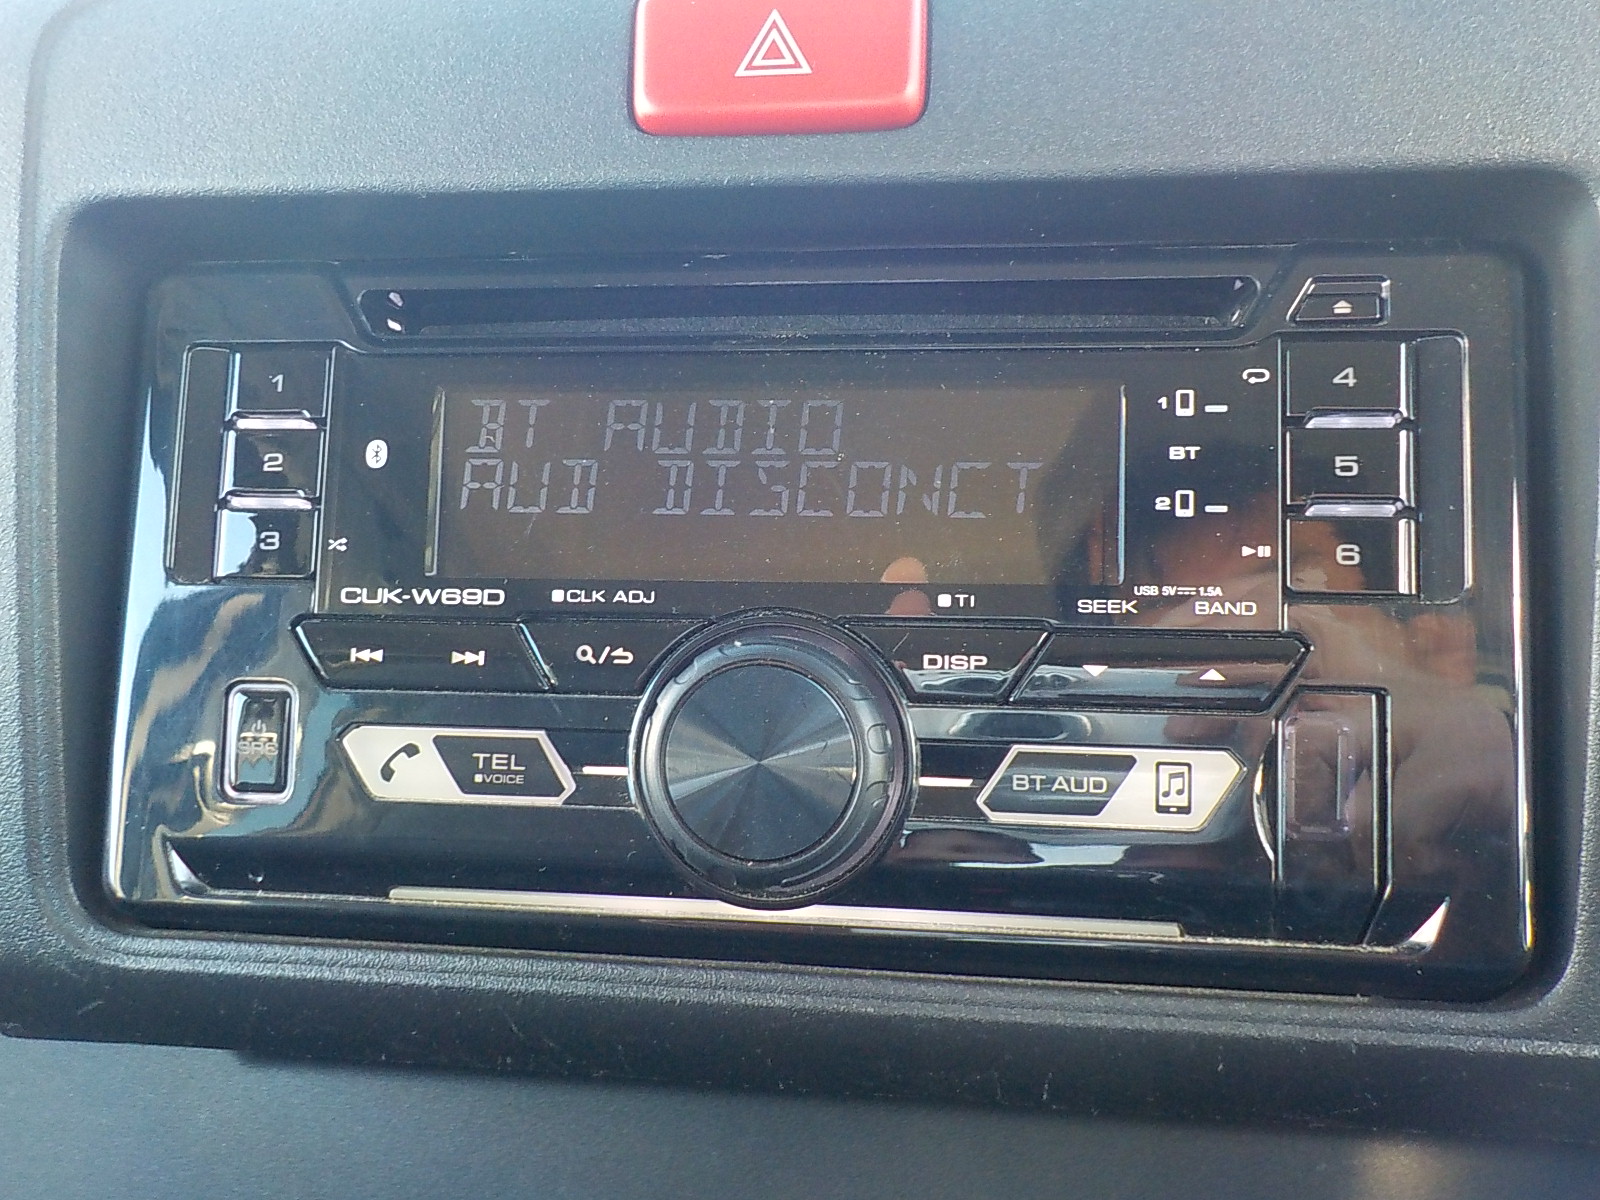 BT AUDIO
AUD DISCONCT
1
2
3
4
5
6
1
BT
2
CUK-W69D
CLK ADJ
TI
USB 5V 1.5A
SEEK
BAND
DISP
SRC
TEL
VOICE
BT AUD